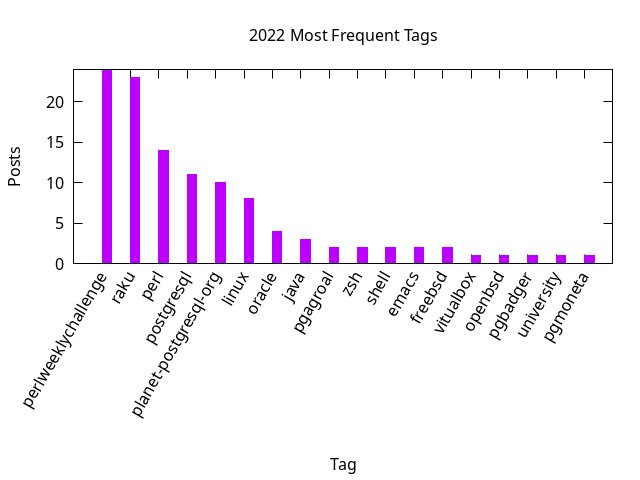 2022 Most Frequent Tags
Posts
20
15
10
5
0
perlweeklychallenge
raku
perl
postgresql
planet-postgresql-org
linux
oracle
java
pgagroal
zsh
shell
emacs
freebsd
vitualbox
openbsd
pgbadger
university
pgmoneta
Tag